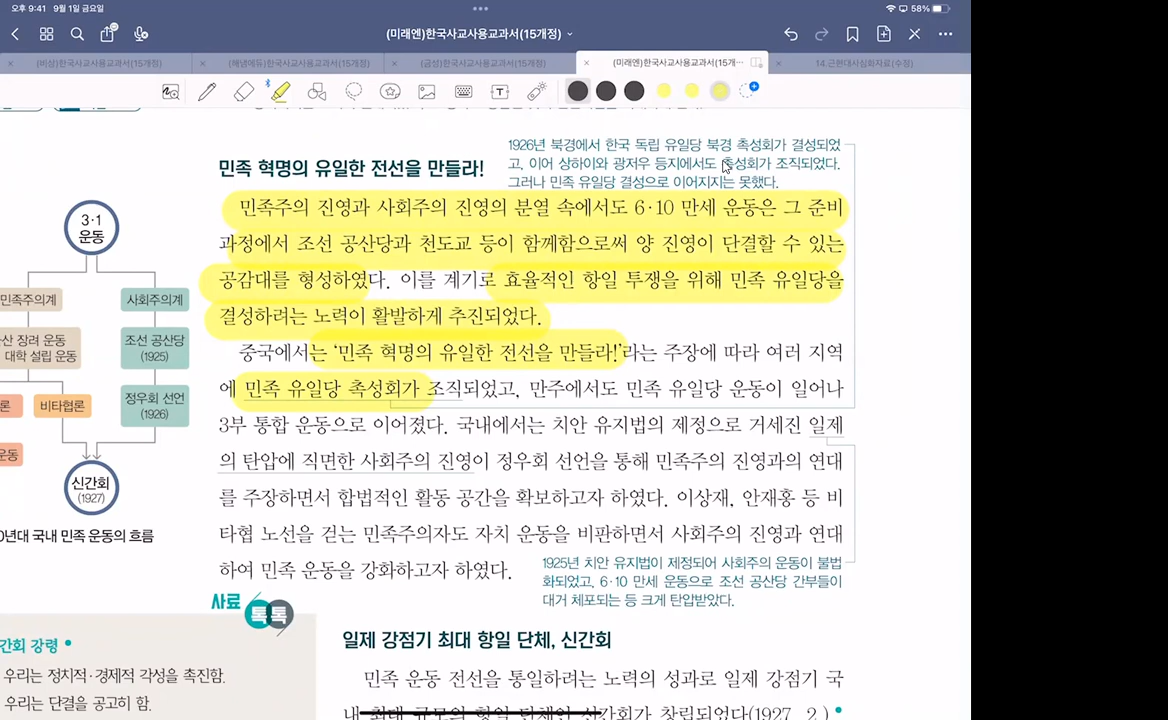 오후 9:41 9월 1일 금요일
58%
(미래엔)한국사교사용교과서(15개정)
(비상)한국사교사용교과서(15개정)
(해냄에듀)한국사교사용교과서(15개정)
(금성)한국사교사용교과서(15개정)
(미래엔)한국사교사용교과서(15개…
14.근현대사심화자료(수정)
1926년 북경에서 한국 독립 유일당 북경 촉성회가 결성되었
고, 이어 상하이와 광저우 등지에서도 촉성회가 조직되었다.
그러나 민족 유일당 결성으로 이어지지는 못했다.
민족 혁명의 유일한 전선을 만들라!
민족주의 진영과 사회주의 진영의 분열 속에서도 6·10 만세 운동은 그 준비
과정에서 조선 공산당과 천도교 등이 함께함으로써 양 진영이 단결할 수 있는
공감대를 형성하였다. 이를 계기로 효율적인 항일 투쟁을 위해 민족 유일당을
결성하려는 노력이 활발하게 추진되었다.
중국에서는 ‘민족 혁명의 유일한 전선을 만들라!’라는 주장에 따라 여러 지역
에 민족 유일당 촉성회가 조직되었고, 만주에서도 민족 유일당 운동이 일어나
3부 통합 운동으로 이어졌다. 국내에서는 치안 유지법의 제정으로 거세진 일제
의 탄압에 직면한 사회주의 진영이 정우회 선언을 통해 민족주의 진영과의 연대
를 주장하면서 합법적인 활동 공간을 확보하고자 하였다. 이상재, 안재홍 등 비
타협 노선을 걷는 민족주의자도 자치 운동을 비판하면서 사회주의 진영과 연대
하여 민족 운동을 강화하고자 하였다.
1925년 치안 유지법이 제정되어 사회주의 운동이 불법
화되었고, 6·10 만세 운동으로 조선 공산당 간부들이
대거 체포되는 등 크게 탄압받았다.
3·1
운동
민족주의계
사회주의계
산 장려 운동
대학 설립 운동
조선 공산당
(1925)
론
비타협론
정우회 선언
(1926)
운동
신간회
(1927)
0년대 국내 민족 운동의 흐름
사료 톡톡
간회 강령
우리는 정치적·경제적 각성을 촉진함.
우리는 단결을 공고히 함.
일제 강점기 최대 항일 단체, 신간회
민족 운동 전선을 통일하려는 노력의 성과로 일제 강점기 국
내 최대 규모의 항일 단체인 신간회가 창립되었다(1927. 2.)